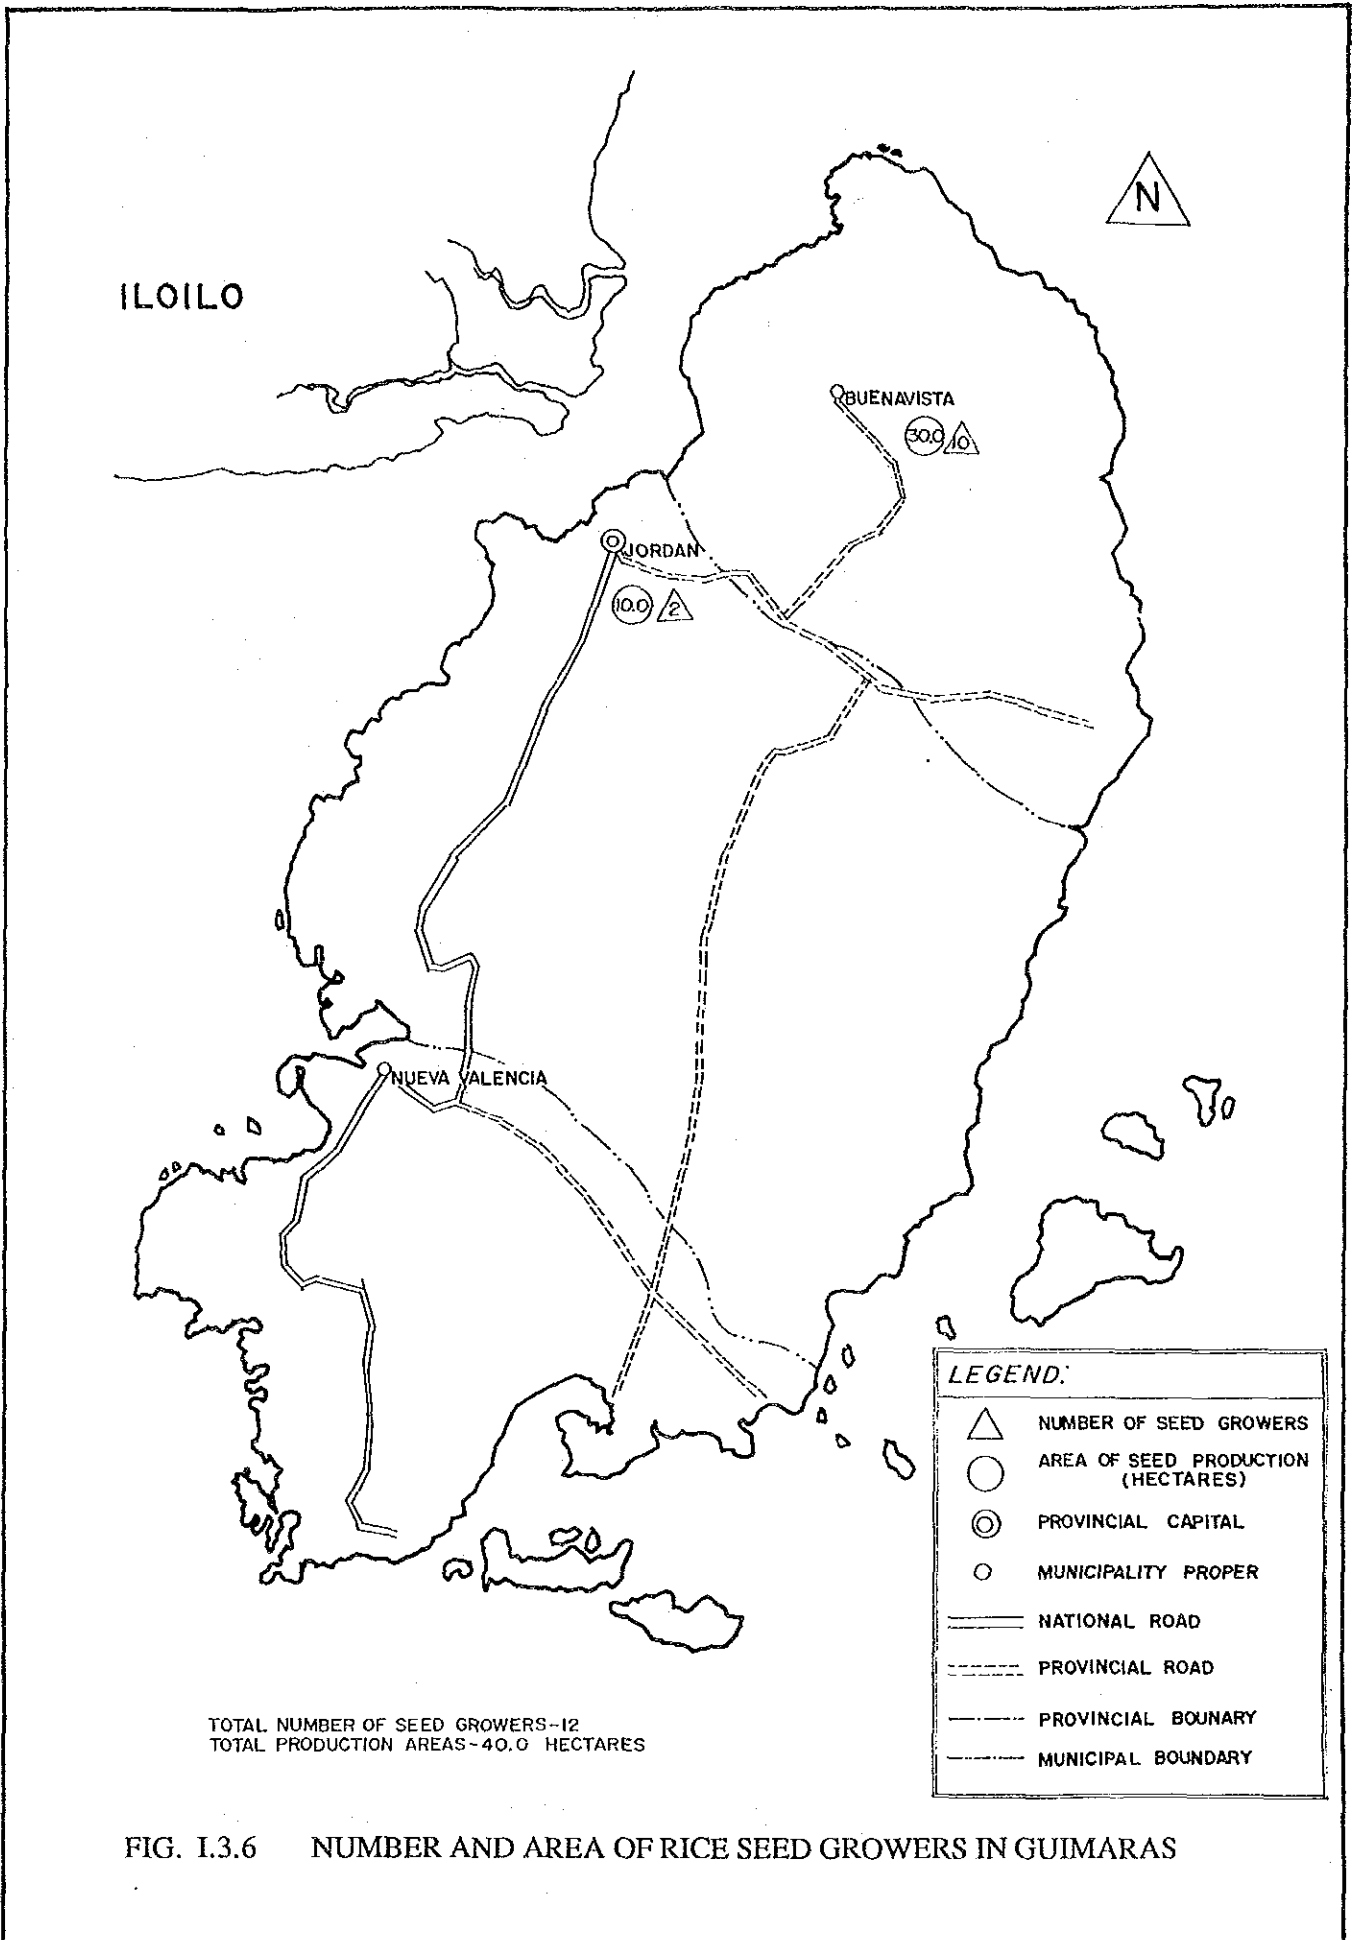 N
ILOILO
BUENAVISTA
30.0 10
JORDAN
10.0 2
NUEVA VALENCIA
LEGEND:
NUMBER OF SEED GROWERS
AREA OF SEED PRODUCTION
(HECTARES)
PROVINCIAL CAPITAL
MUNICIPALITY PROPER
NATIONAL ROAD
PROVINCIAL ROAD
PROVINCIAL BOUNARY
MUNICIPAL BOUNDARY
TOTAL NUMBER OF SEED GROWERS-12
TOTAL PRODUCTION AREAS-40.0 HECTARES
FIG. I.3.6 NUMBER AND AREA OF RICE SEED GROWERS IN GUIMARAS